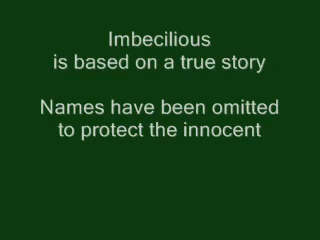 Imbecilious
is based on a true story
Names have been omitted
to protect the innocent